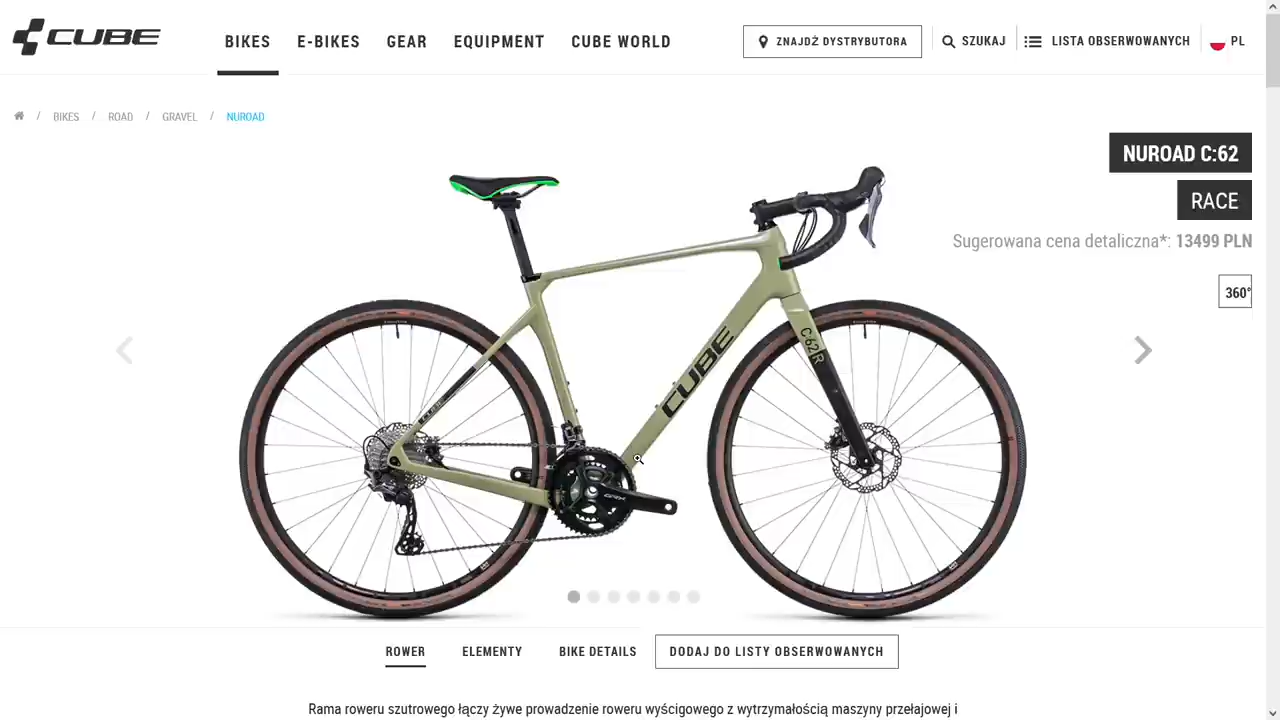 CUBE
BIKES E-BIKES GEAR EQUIPMENT CUBE WORLD
ZNAJDŹ DYSTRYBUTORA
SZUKAJ
LISTA OBSERWOWANYCH
PL
/ BIKES / ROAD / GRAVEL / NUROAD
NUROAD C:62
RACE
Sugerowana cena detaliczna*: 13499 PLN
360°
C:62 R
CUBE
CUBE
GRX
ROWER ELEMENTY BIKE DETAILS DODAJ DO LISTY OBSERWOWANYCH
Rama roweru szutrowego łączy żywe prowadzenie roweru wyścigowego z wytrzymałością maszyny przełajowej i